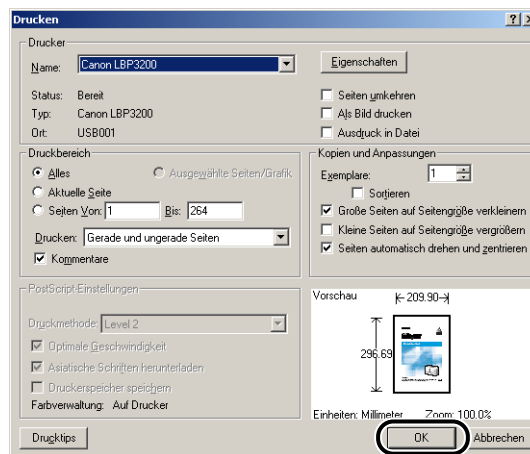 Drucken
Drucker
Name: Canon LBP3200
Eigenschaften
Status: Bereit
Typ: Canon LBP3200
Ort: USB001
Seiten umkehren
Als Bild drucken
Ausdruck in Datei
Druckbereich
Alles
Ausgewählte Seiten/Grafik
Aktuelle Seite
Seiten Von: 1 Bis: 264
Drucken: Gerade und ungerade Seiten
Kommentare
Kopien und Anpassungen
Exemplare: 1
Sortieren
Große Seiten auf Seitengröße verkleinern
Kleine Seiten auf Seitengröße vergrößern
Seiten automatisch drehen und zentrieren
PostScript-Einstellungen
Druckmethode: Level 2
Optimale Geschwindigkeit
Asiatische Schriften herunterladen
Druckerspeicher speichern
Farbverwaltung: Auf Drucker
Vorschau
209.90
296.69
Einheiten: Millimeter Zoom: 100.0%
Drucktips
OK
Abbrechen